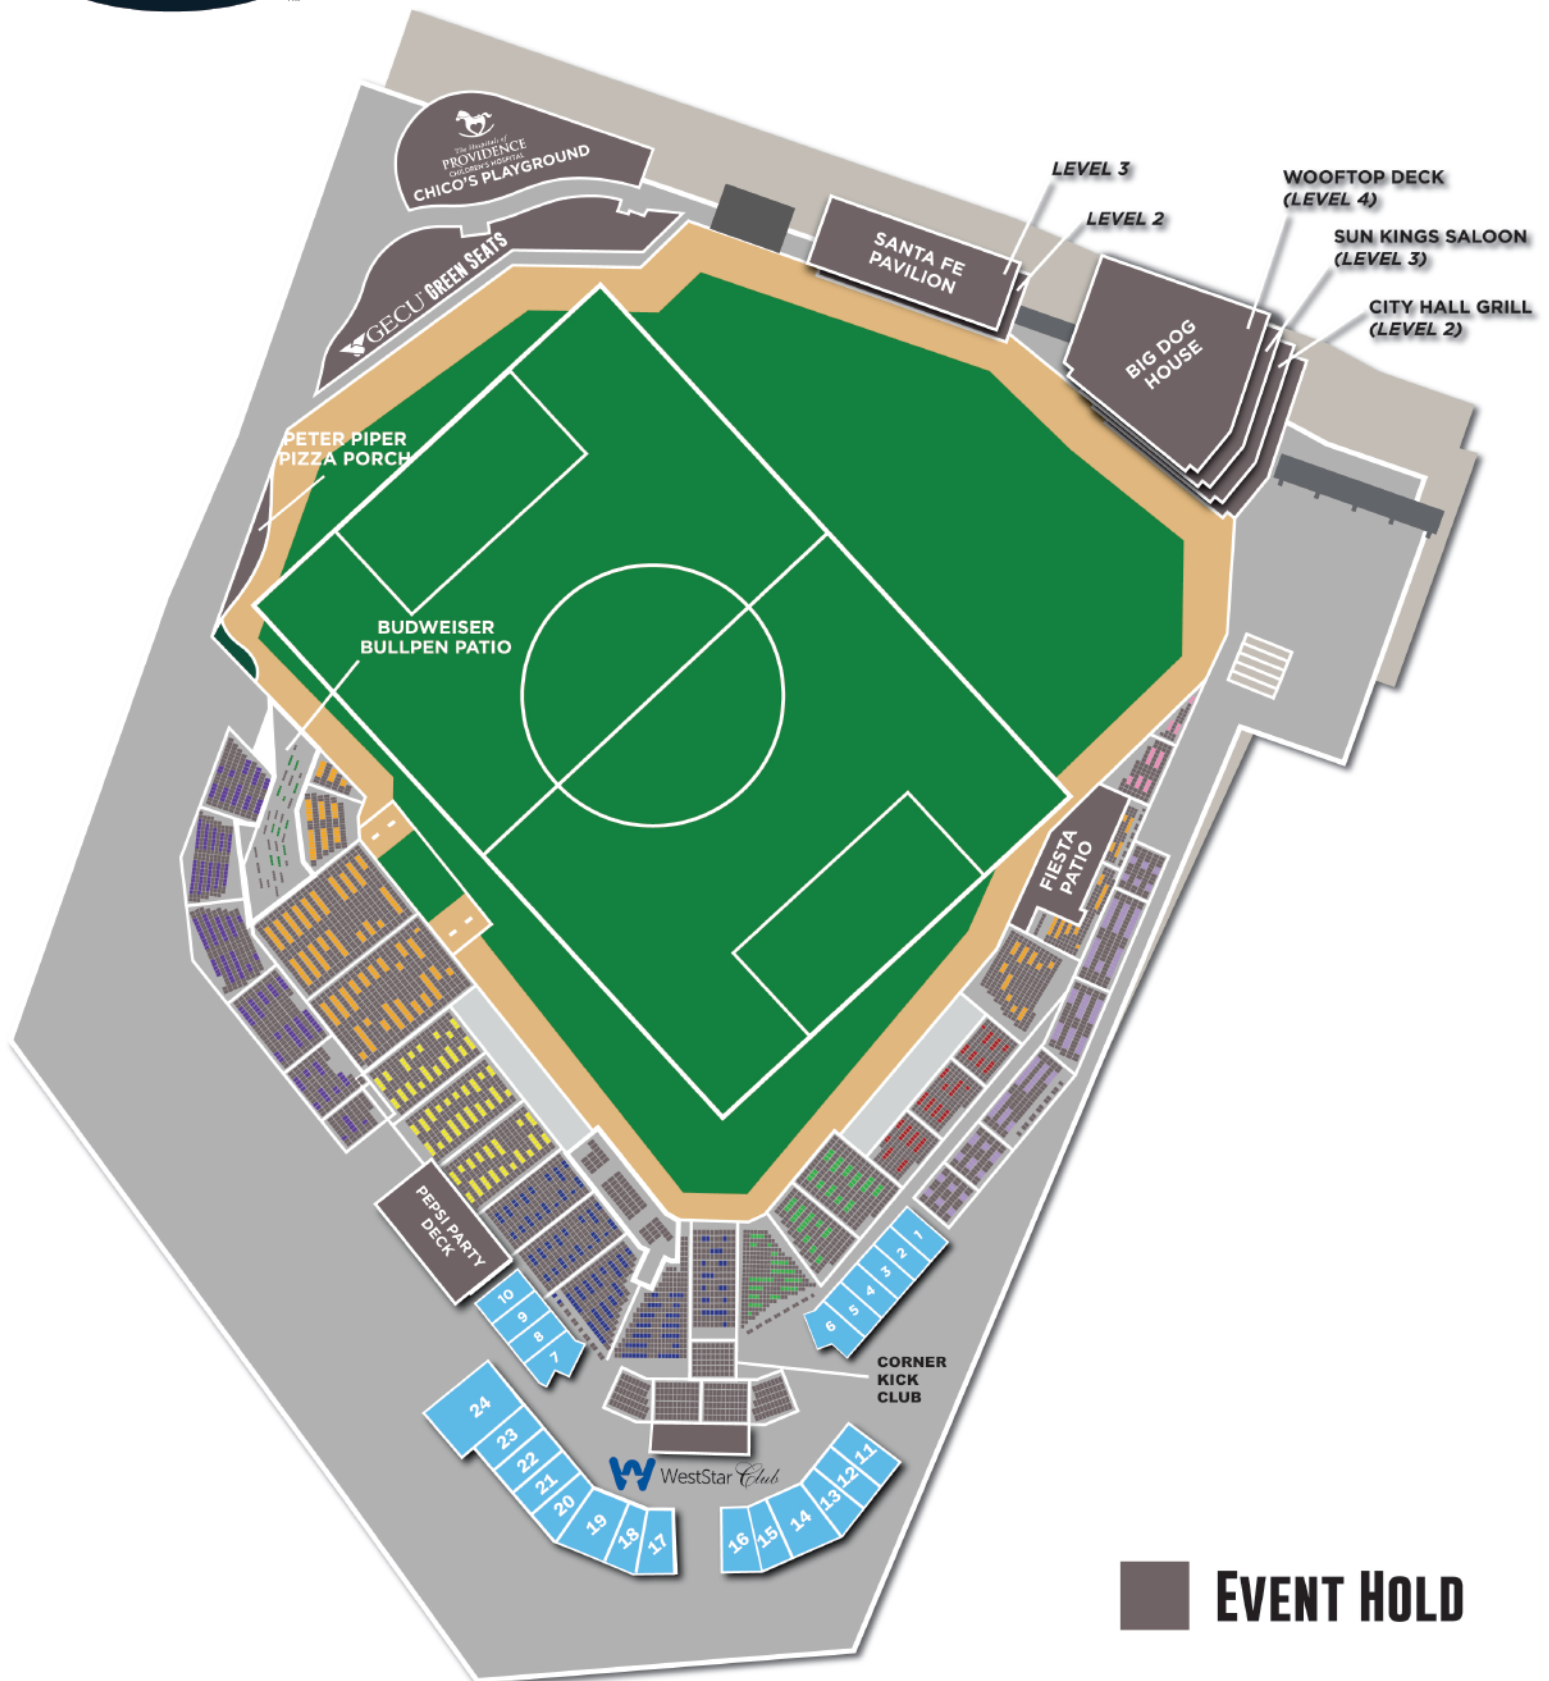 The Hospitals of
PROVIDENCE
CHILDREN'S HOSPITAL
CHICO'S PLAYGROUND
GECU GREEN SEATS
LEVEL 3
LEVEL 2
SANTA FE
PAVILION
WOOFTOP DECK
(LEVEL 4)
SUN KINGS SALOON
(LEVEL 3)
CITY HALL GRILL
(LEVEL 2)
BIG DOG
HOUSE
PETER PIPER
PIZZA PORCH
BUDWEISER
BULLPEN PATIO
FIESTA
PATIO
PEPSI PARTY
DECK
10
9
8
7
1
2
3
4
5
6
CORNER
KICK
CLUB
24
23
22
21
20
19
18
17
WestStar Club
16
15
14
13
12
11
EVENT HOLD